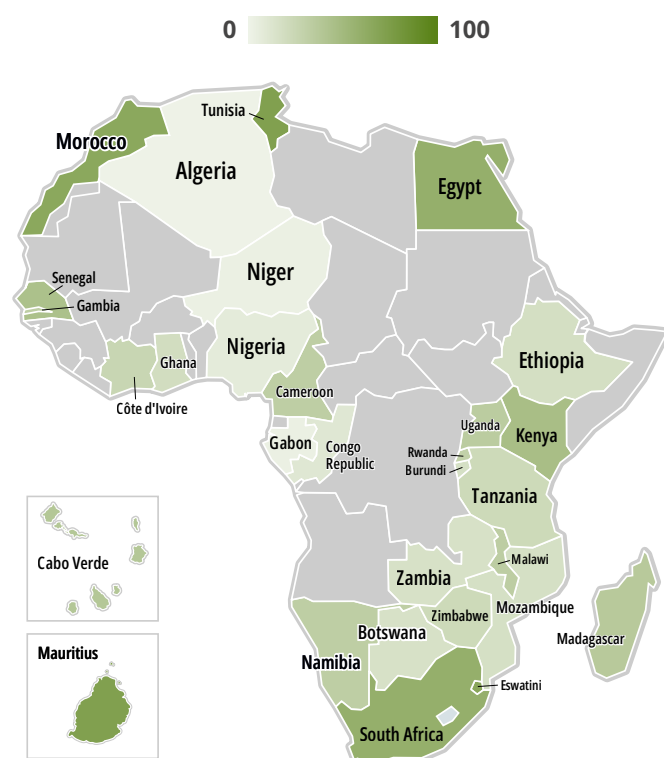 0 100
Tunisia
Morocco
Algeria
Egypt
Niger
Senegal
Gambia
Nigeria
Ghana
Ethiopia
Cameroon
Côte d'Ivoire
Uganda
Kenya
Gabon
Congo
Republic
Rwanda
Burundi
Tanzania
Cabo Verde
Malawi
Zambia
Mozambique
Zimbabwe
Botswana
Madagascar
Mauritius
Namibia
Eswatini
South Africa